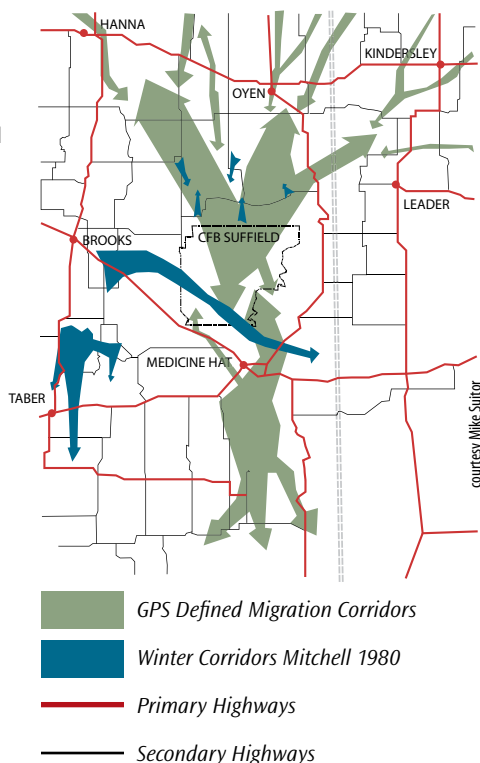 HANNA
KINDERSLEY
OYEN
LEADER
BROOKS
CFB SUFFIELD
MEDICINE HAT
TABER
courtesy Mike Suitor
GPS Defined Migration Corridors
Winter Corridors Mitchell 1980
Primary Highways
Secondary Highways